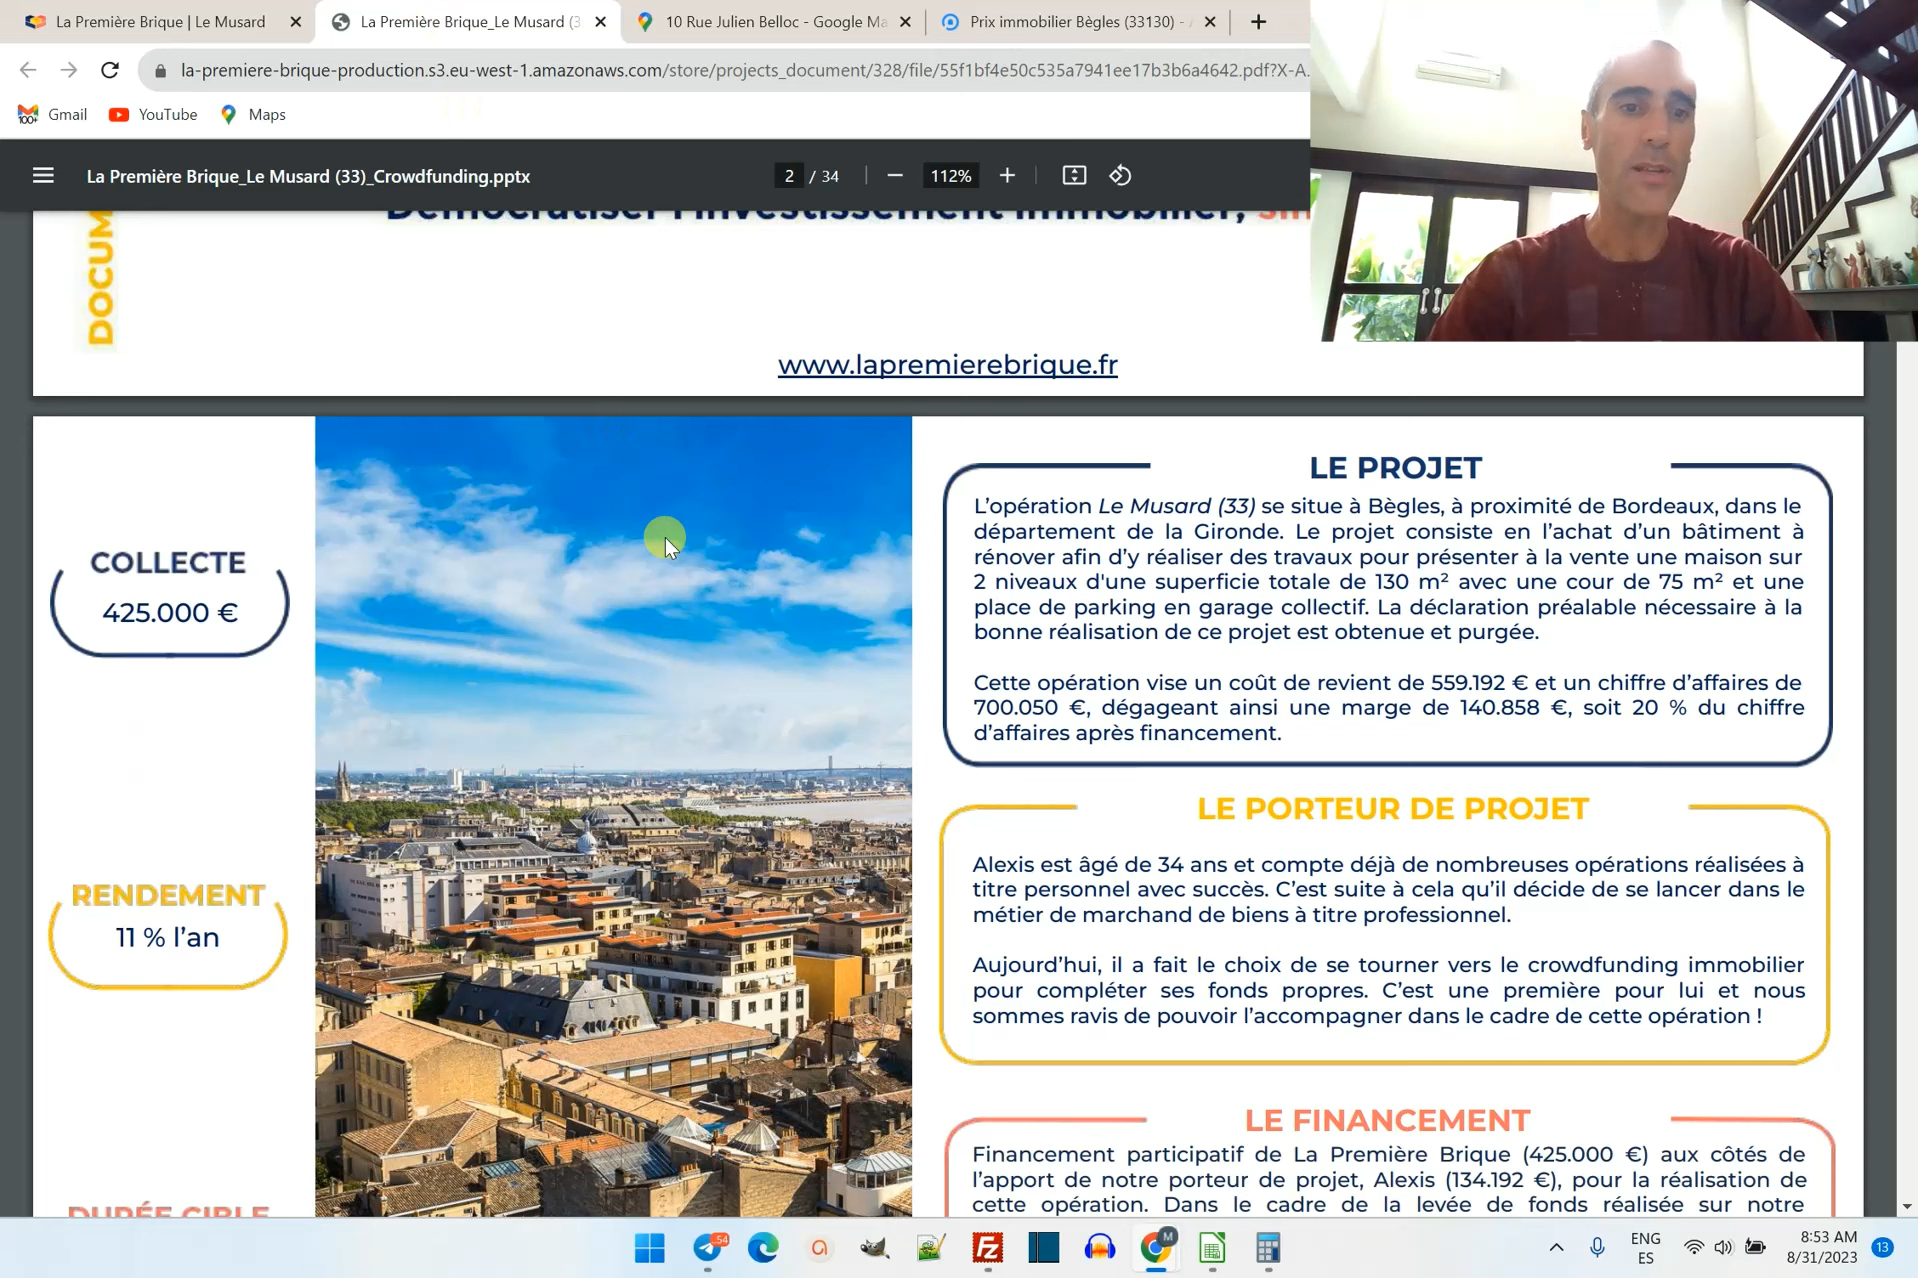 La Première Brique | Le Musard
La Première Brique_Le Musard (3
10 Rue Julien Belloc - Google Ma
Prix immobilier Bègles (33130) -
la-premiere-brique-production.s3.eu-west-1.amazonaws.com/store/projects_document/328/file/55f1bf4e50c535a7941ee17b3b6a4642.pdf?X-A.
Gmail
YouTube
Maps
La Première Brique_Le Musard (33)_Crowdfunding.pptx
2 / 34
112%
Démocratiser l'investissement immobilier,
DOCUM
www.lapremierebrique.fr
COLLECTE
425.000 €
RENDEMENT
11 % l'an
DURÉE CIBLE
LE PROJET
L'opération Le Musard (33) se situe à Bègles, à proximité de Bordeaux, dans le
département de la Gironde. Le projet consiste en l'achat d'un bâtiment à
rénover afin d'y réaliser des travaux pour présenter à la vente une maison sur
2 niveaux d'une superficie totale de 130 m² avec une cour de 75 m² et une
place de parking en garage collectif. La déclaration préalable nécessaire à la
bonne réalisation de ce projet est obtenue et purgée.
Cette opération vise un coût de revient de 559.192 € et un chiffre d'affaires de
700.050 €, dégageant ainsi une marge de 140.858 €, soit 20 % du chiffre
d'affaires après financement.
LE PORTEUR DE PROJET
Alexis est âgé de 34 ans et compte déjà de nombreuses opérations réalisées à
titre personnel avec succès. C'est suite à cela qu'il décide de se lancer dans le
métier de marchand de biens à titre professionnel.
Aujourd'hui, il a fait le choix de se tourner vers le crowdfunding immobilier
pour compléter ses fonds propres. C'est une première pour lui et nous
sommes ravis de pouvoir l'accompagner dans le cadre de cette opération !
LE FINANCEMENT
Financement participatif de La Première Brique (425.000 €) aux côtés de
l'apport de notre porteur de projet, Alexis (134.192 €), pour la réalisation de
cette opération. Dans le cadre de la levée de fonds réalisée sur notre
54
M
ENG
ES
8:53 AM
8/31/2023
13